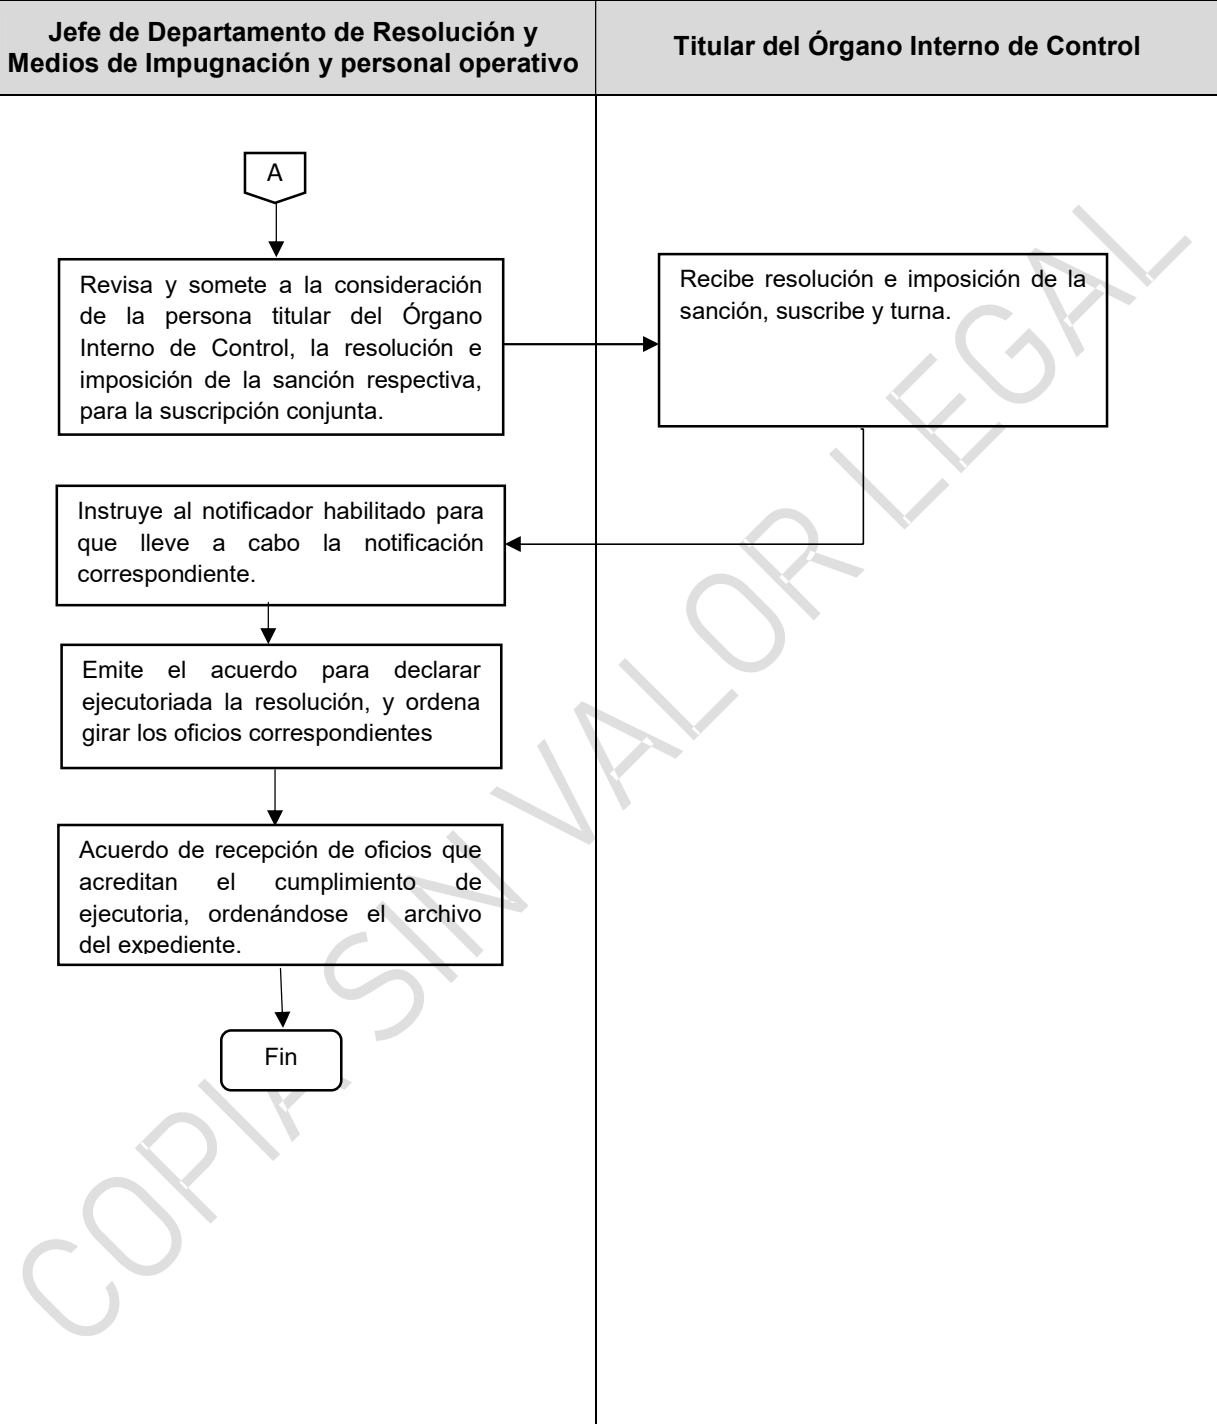 Jefe de Departamento de Resolución y
Medios de Impugnación y personal operativo
Titular del Órgano Interno de Control
A
Revisa y somete a la consideración
de la persona titular del Órgano
Interno de Control, la resolución e
imposición de la sanción respectiva,
para la suscripción conjunta.
Recibe resolución e imposición de la
sanción, suscribe y turna.
Instruye al notificador habilitado para
que lleve a cabo la notificación
correspondiente.
Emite el acuerdo para declarar
ejecutoriada la resolución, y ordena
girar los oficios correspondientes
Acuerdo de recepción de oficios que
acreditan el cumplimiento de
ejecutoria, ordenándose el archivo
del expediente.
Fin
COPIA SIN VALOR LEGAL